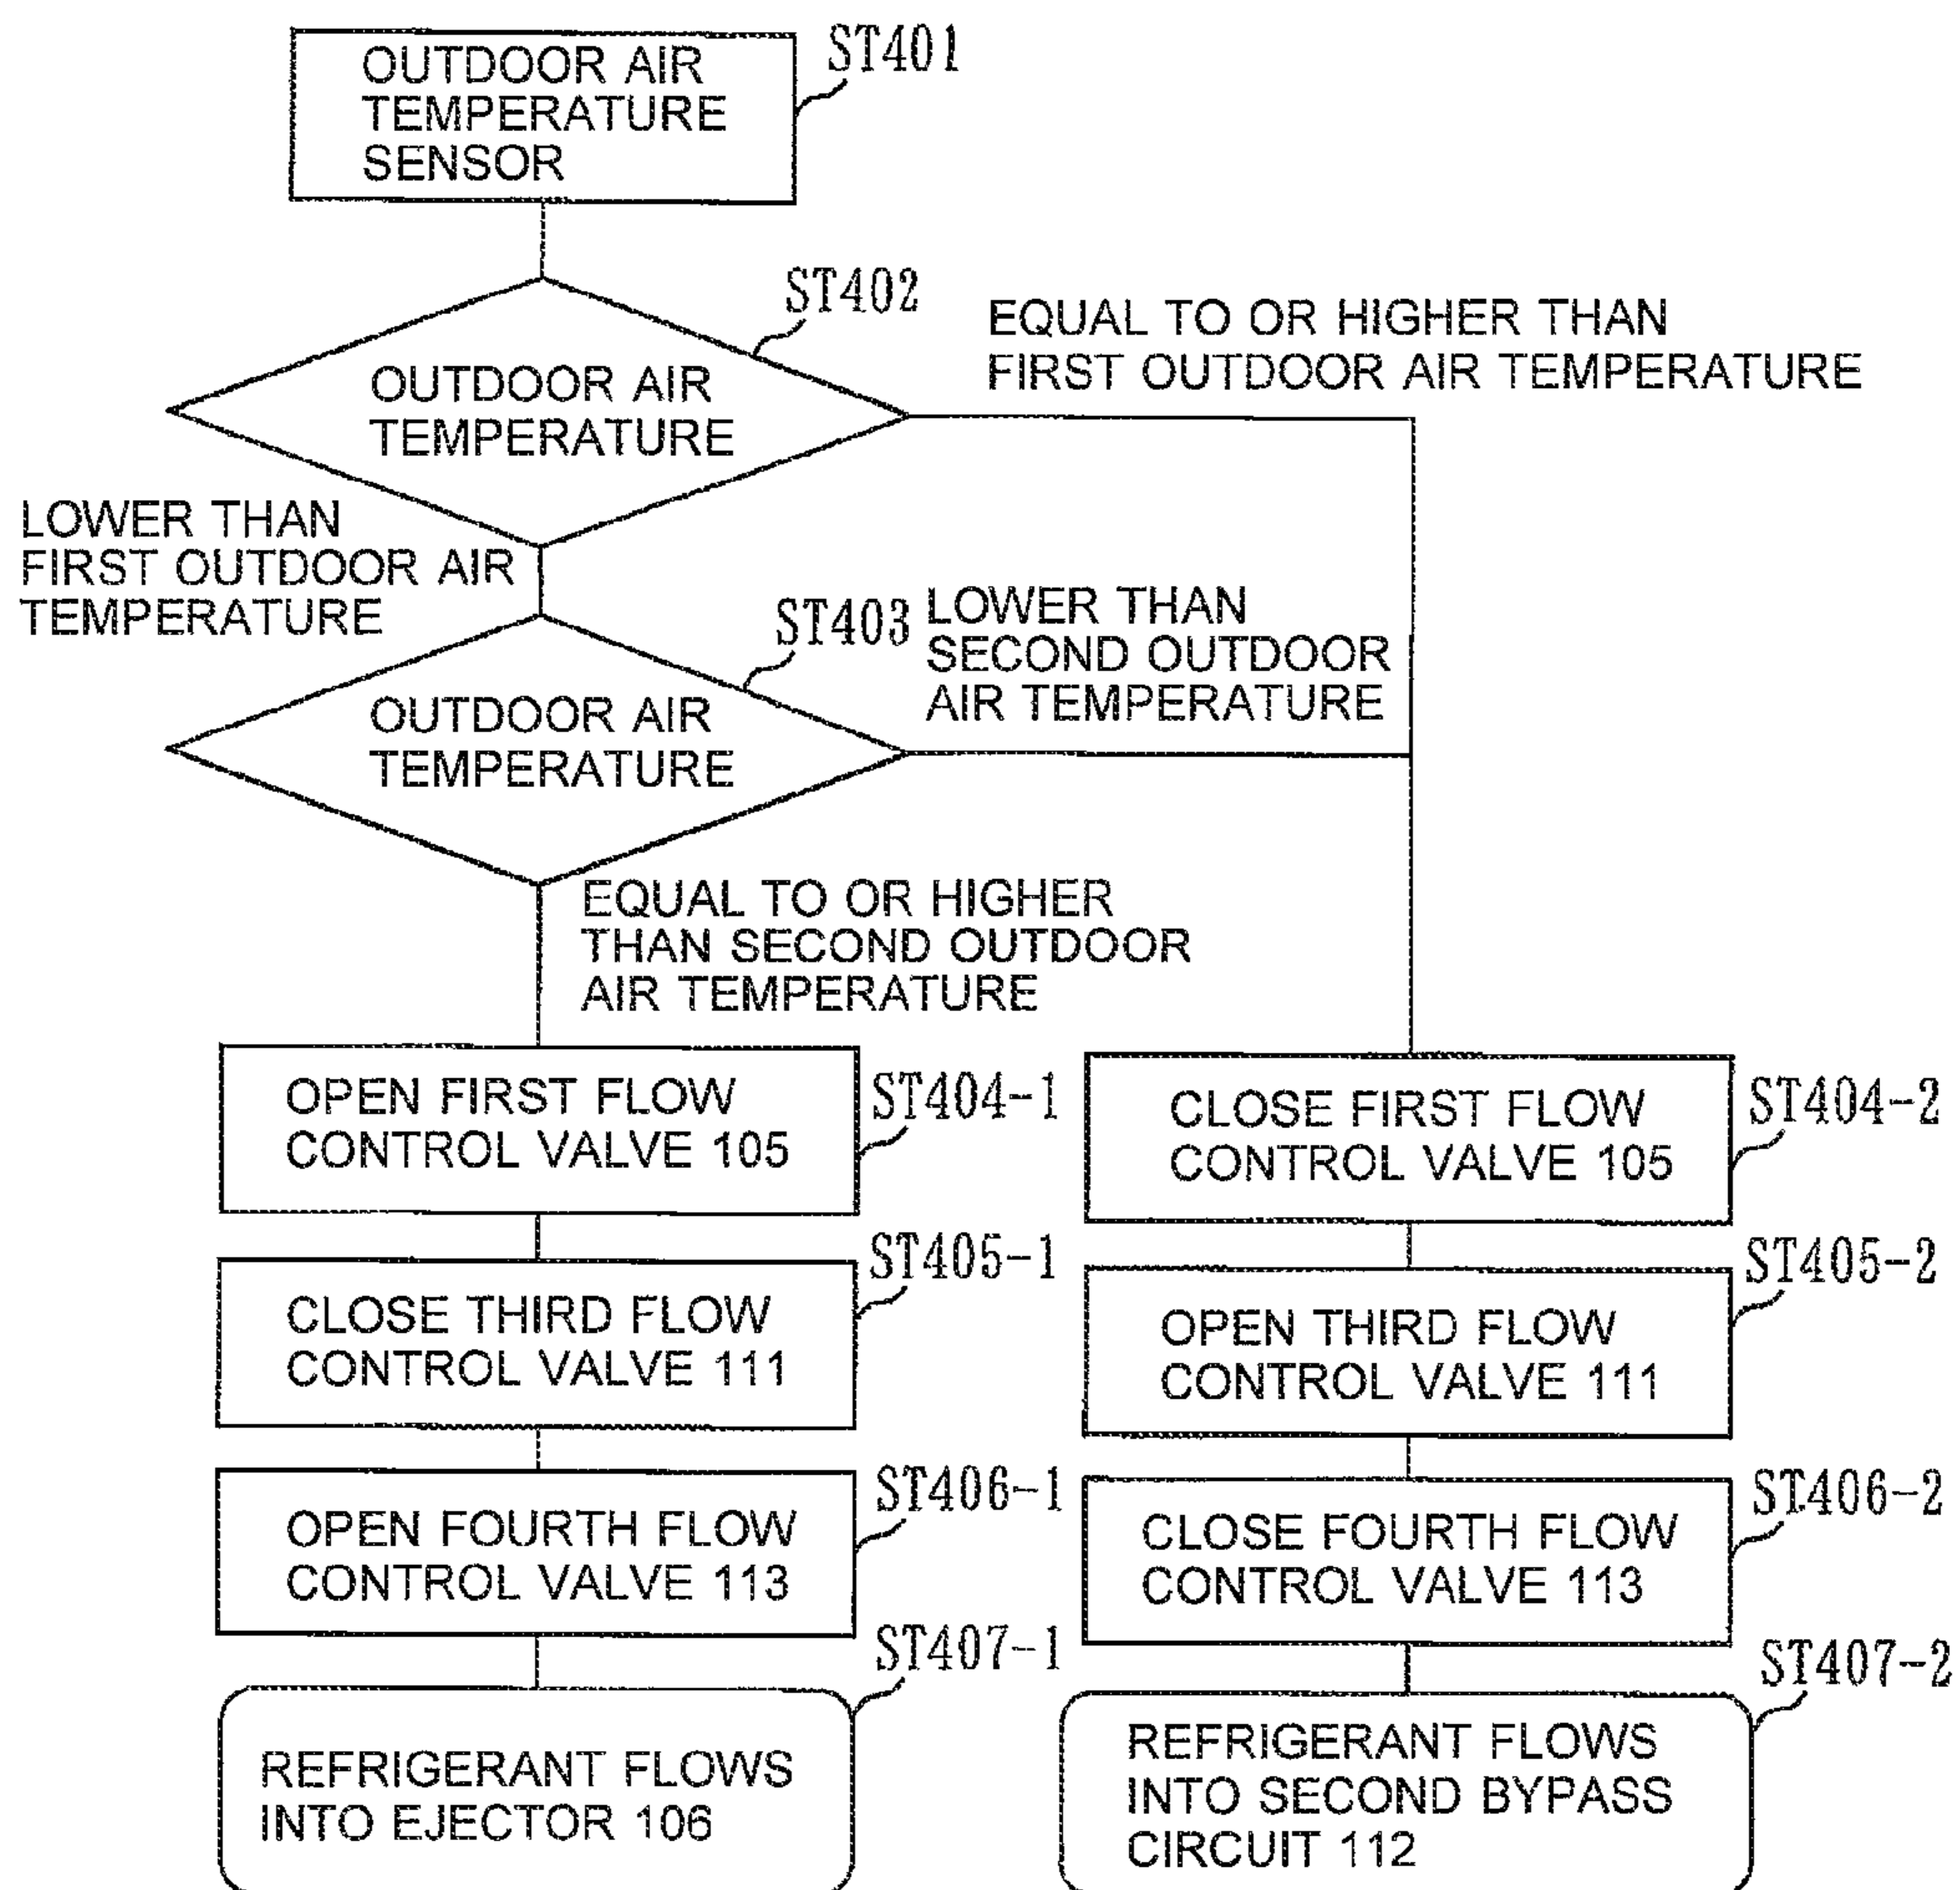 OUTDOOR AIR
TEMPERATURE
SENSOR
ST401
ST402
OUTDOOR AIR
TEMPERATURE
EQUAL TO OR HIGHER THAN
FIRST OUTDOOR AIR TEMPERATURE
LOWER THAN
FIRST OUTDOOR AIR
TEMPERATURE
ST403
LOWER THAN
SECOND OUTDOOR
AIR TEMPERATURE
OUTDOOR AIR
TEMPERATURE
EQUAL TO OR HIGHER
THAN SECOND OUTDOOR
AIR TEMPERATURE
OPEN FIRST FLOW
CONTROL VALVE 105
ST404-1
CLOSE FIRST FLOW
CONTROL VALVE 105
ST404-2
CLOSE THIRD FLOW
CONTROL VALVE 111
ST405-1
OPEN THIRD FLOW
CONTROL VALVE 111
ST405-2
OPEN FOURTH FLOW
CONTROL VALVE 113
ST406-1
CLOSE FOURTH FLOW
CONTROL VALVE 113
ST406-2
REFRIGERANT FLOWS
INTO EJECTOR 106
ST407-1
REFRIGERANT FLOWS
INTO SECOND BYPASS
CIRCUIT 112
ST407-2